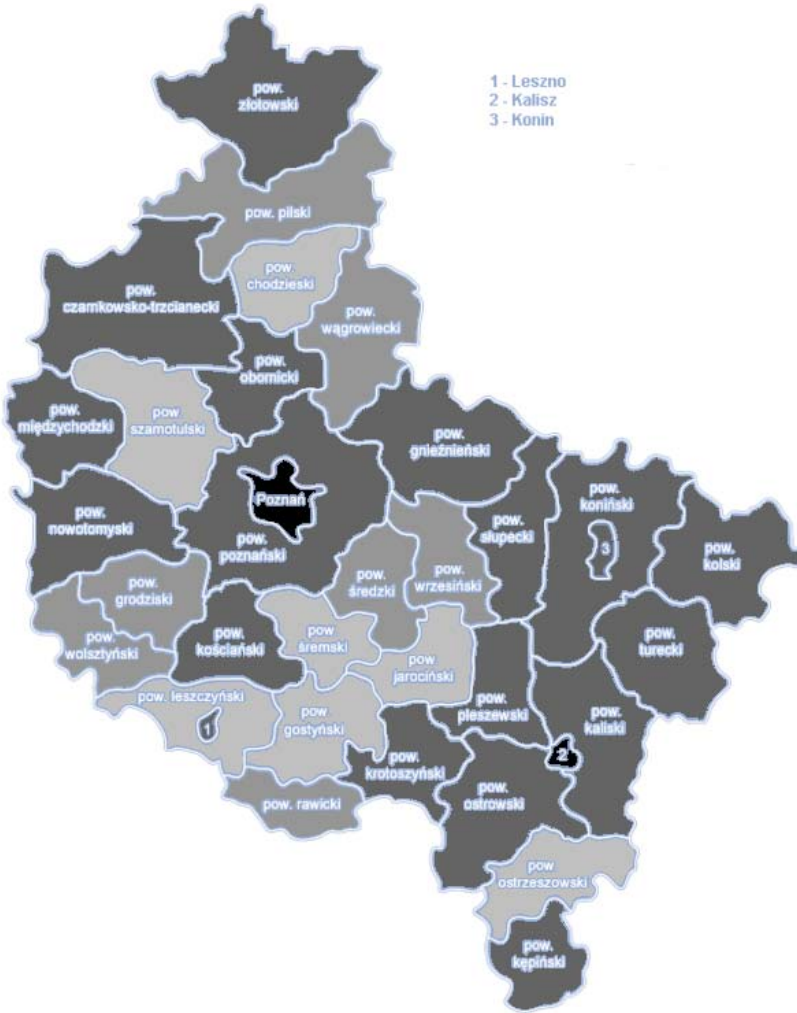 1 - Leszno
2 - Kalisz
3 - Konin
pow.
złotowski
pow. pilski
pow.
chodzieski
pow.
czarnkowsko-trzcianecki
pow.
wągrowiecki
pow.
obornicki
pow.
międzychodzki
pow
szamotulski
pow.
gnieźnieński
Poznań
pow.
poznański
pow.
nowotomyski
pow.
słupecki
pow.
koniński
3
pow.
kolski
pow.
grodziski
pow.
średzki
pow.
wrzesiński
pow.
wolsztyński
pow.
kościański
pow
śremski
pow
jarociński
pow.
turecki
pow. leszczyński
1
pow
gostyński
pow.
pleszewski
pow.
kaliski
2
pow.
krotoszyński
pow.
ostrowski
pow. rawicki
pow
ostrzeszowski
pow.
kępiński